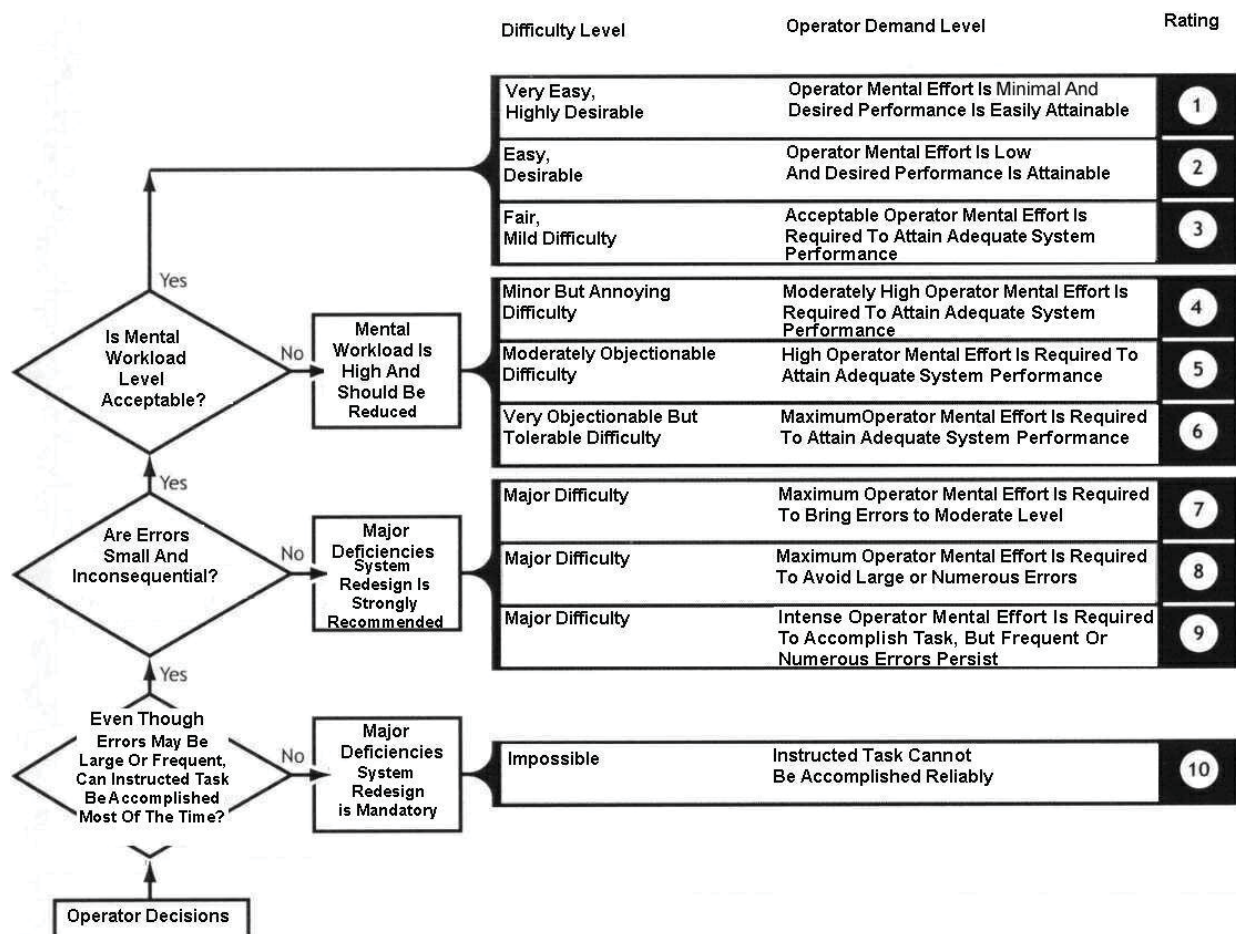 Difficulty Level
Operator Demand Level
Rating
Very Easy,
Highly Desirable
Operator Mental Effort Is Minimal And
Desired Performance Is Easily Attainable
1
Easy,
Desirable
Operator Mental Effort Is Low
And Desired Performance Is Attainable
2
Fair,
Mild Difficulty
Acceptable Operator Mental Effort Is
Required To Attain Adequate System
Performance
3
Yes
Is Mental
Workload
Level
Acceptable?
No
Mental
Workload Is
High And
Should Be
Reduced
Minor But Annoying
Difficulty
Moderately High Operator Mental Effort Is
Required To Attain Adequate System
Performance
4
Moderately Objectionable
Difficulty
High Operator Mental Effort Is Required To
Attain Adequate System Performance
5
Very Objectionable But
Tolerable Difficulty
MaximumOperator Mental Effort Is Required
To Attain Adequate System Performance
6
Yes
Are Errors
Small And
Inconsequential?
No
Major
Deficiencies
System
Redesign Is
Strongly
Recommended
Major Difficulty
Maximum Operator Mental Effort Is Required
To Bring Errors to Moderate Level
7
Major Difficulty
Maximum Operator Mental Effort Is Required
To Avoid Large or Numerous Errors
8
Major Difficulty
Intense Operator Mental Effort Is Required
To Accomplish Task, But Frequent Or
Numerous Errors Persist
9
Yes
Even Though
Errors May Be
Large Or Frequent,
Can Instructed Task
Be Accomplished
Most Of The Time?
No
Major
Deficiencies
System
Redesign
is Mandatory
Impossible
Instructed Task Cannot
Be Accomplished Reliably
10
Operator Decisions